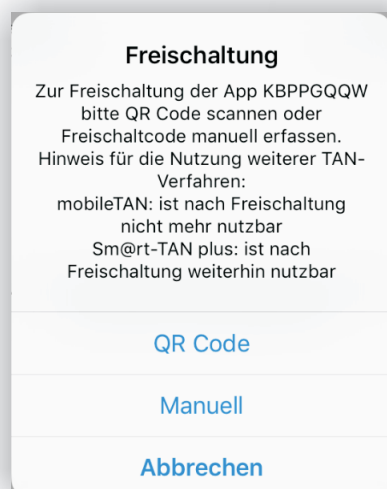 Freischaltung
Zur Freischaltung der App KBPPGQQW
bitte QR Code scannen oder
Freischaltcode manuell erfassen.
Hinweis für die Nutzung weiterer TAN-
Verfahren:
mobileTAN: ist nach Freischaltung
nicht mehr nutzbar
Sm@rt-TAN plus: ist nach
Freischaltung weiterhin nutzbar
QR Code
Manuell
Abbrechen